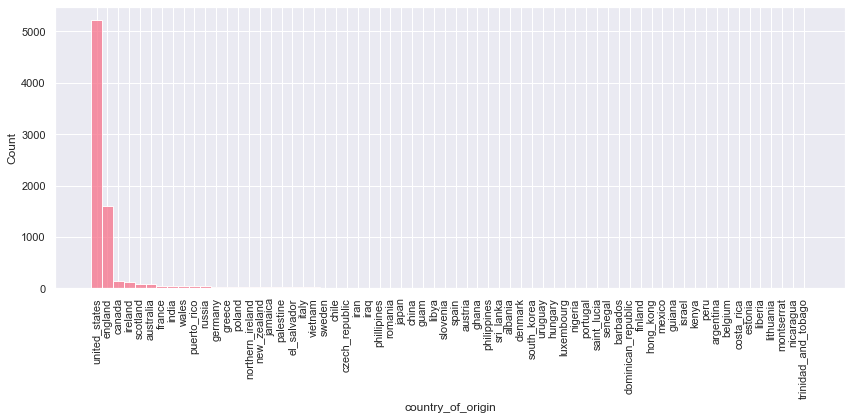 5000
4000
3000
2000
1000
0
Count
united_states
england
canada
ireland
scotland
australia
france
india
wales
puerto_rico
russia
germany
greece
poland
northern_ireland
new_zealand
jamaica
palestine
el_salvador
italy
vietnam
sweden
chile
czech_republic
iran
iraq
phillipines
romania
japan
china
guam
libya
slovenia
spain
austria
ghana
philippines
sri_lanka
albania
denmark
south_korea
uruguay
hungary
luxembourg
nigeria
portugal
saint_lucia
senegal
barbados
dominican_republic
finland
hong_kong
mexico
guiana
israel
kenya
peru
argentina
belgium
costa_rica
estonia
liberia
lithuania
montserrat
nicaragua
trinidad_and_tobago
country_of_origin